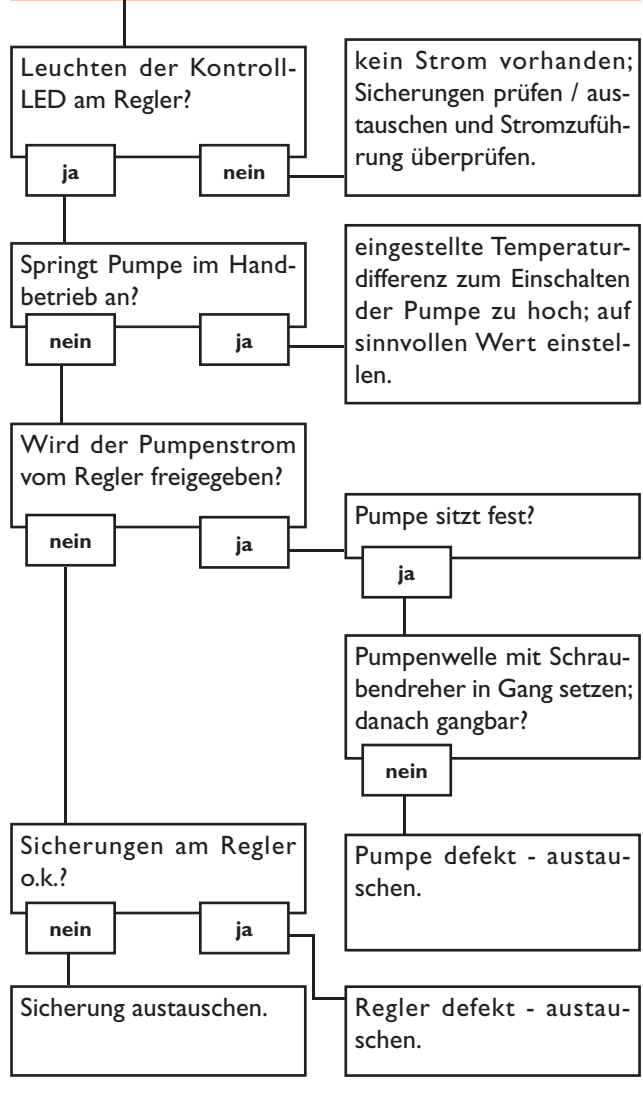 Leuchten der Kontroll-
LED am Regler?
ja
nein
kein Strom vorhanden;
Sicherungen prüfen / aus-
tauschen und Stromzufüh-
rung überprüfen.
Springt Pumpe im Hand-
betrieb an?
nein
ja
eingestellte Temperatur-
differenz zum Einschalten
der Pumpe zu hoch; auf
sinnvollen Wert einstel-
len.
Wird der Pumpenstrom
vom Regler freigegeben?
nein
ja
Pumpe sitzt fest?
ja
Pumpenwelle mit Schrau-
bendreher in Gang setzen;
danach gangbar?
nein
Pumpe defekt - austau-
schen.
Sicherungen am Regler
o.k.?
nein
ja
Sicherung austauschen.
Regler defekt - austau-
schen.